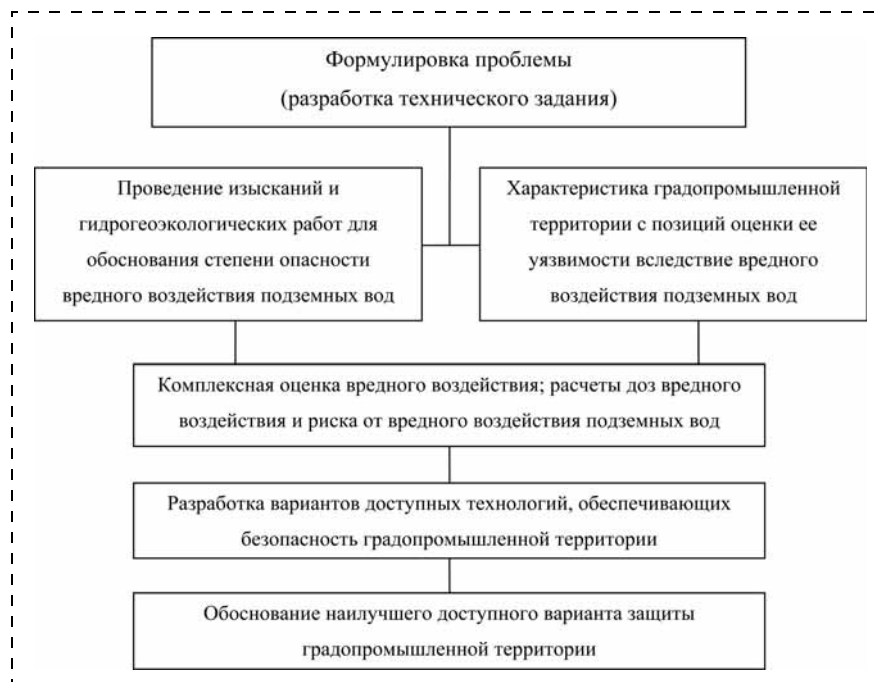 Формулировка проблемы
(разработка технического задания)
Проведение изысканий и
гидрогеоэкологических работ для
обоснования степени опасности
вредного воздействия подземных вод
Характеристика градопромышленной
территории с позиций оценки ее
уязвимости вследствие вредного
воздействия подземных вод
Комплексная оценка вредного воздействия; расчеты доз вредного
воздействия и риска от вредного воздействия подземных вод
Разработка вариантов доступных технологий, обеспечивающих
безопасность градопромышленной территории
Обоснование наилучшего доступного варианта защиты
градопромышленной территории